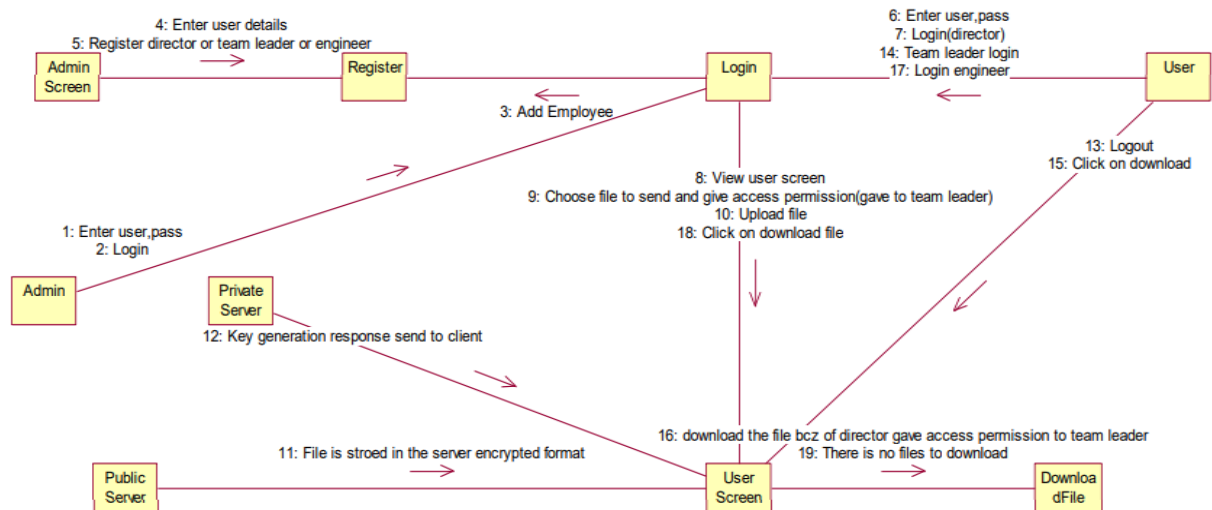 4: Enter user details
5: Register director or team leader or engineer
6: Enter user,pass
7: Login(director)
14: Team leader login
17: Login engineer
Admin
Screen
Register
Login
User
3: Add Employee
13: Logout
15: Click on download
8: View user screen
9: Choose file to send and give access permission(gave to team leader)
10: Upload file
18: Click on download file
1: Enter user,pass
2: Login
Admin
Private
Server
12: Key generation response send to client
16: download the file bcz of director gave access permission to team leader
19: There is no files to download
11: File is stroed in the server encrypted format
Public
Server
User
Screen
Downloa
dFile